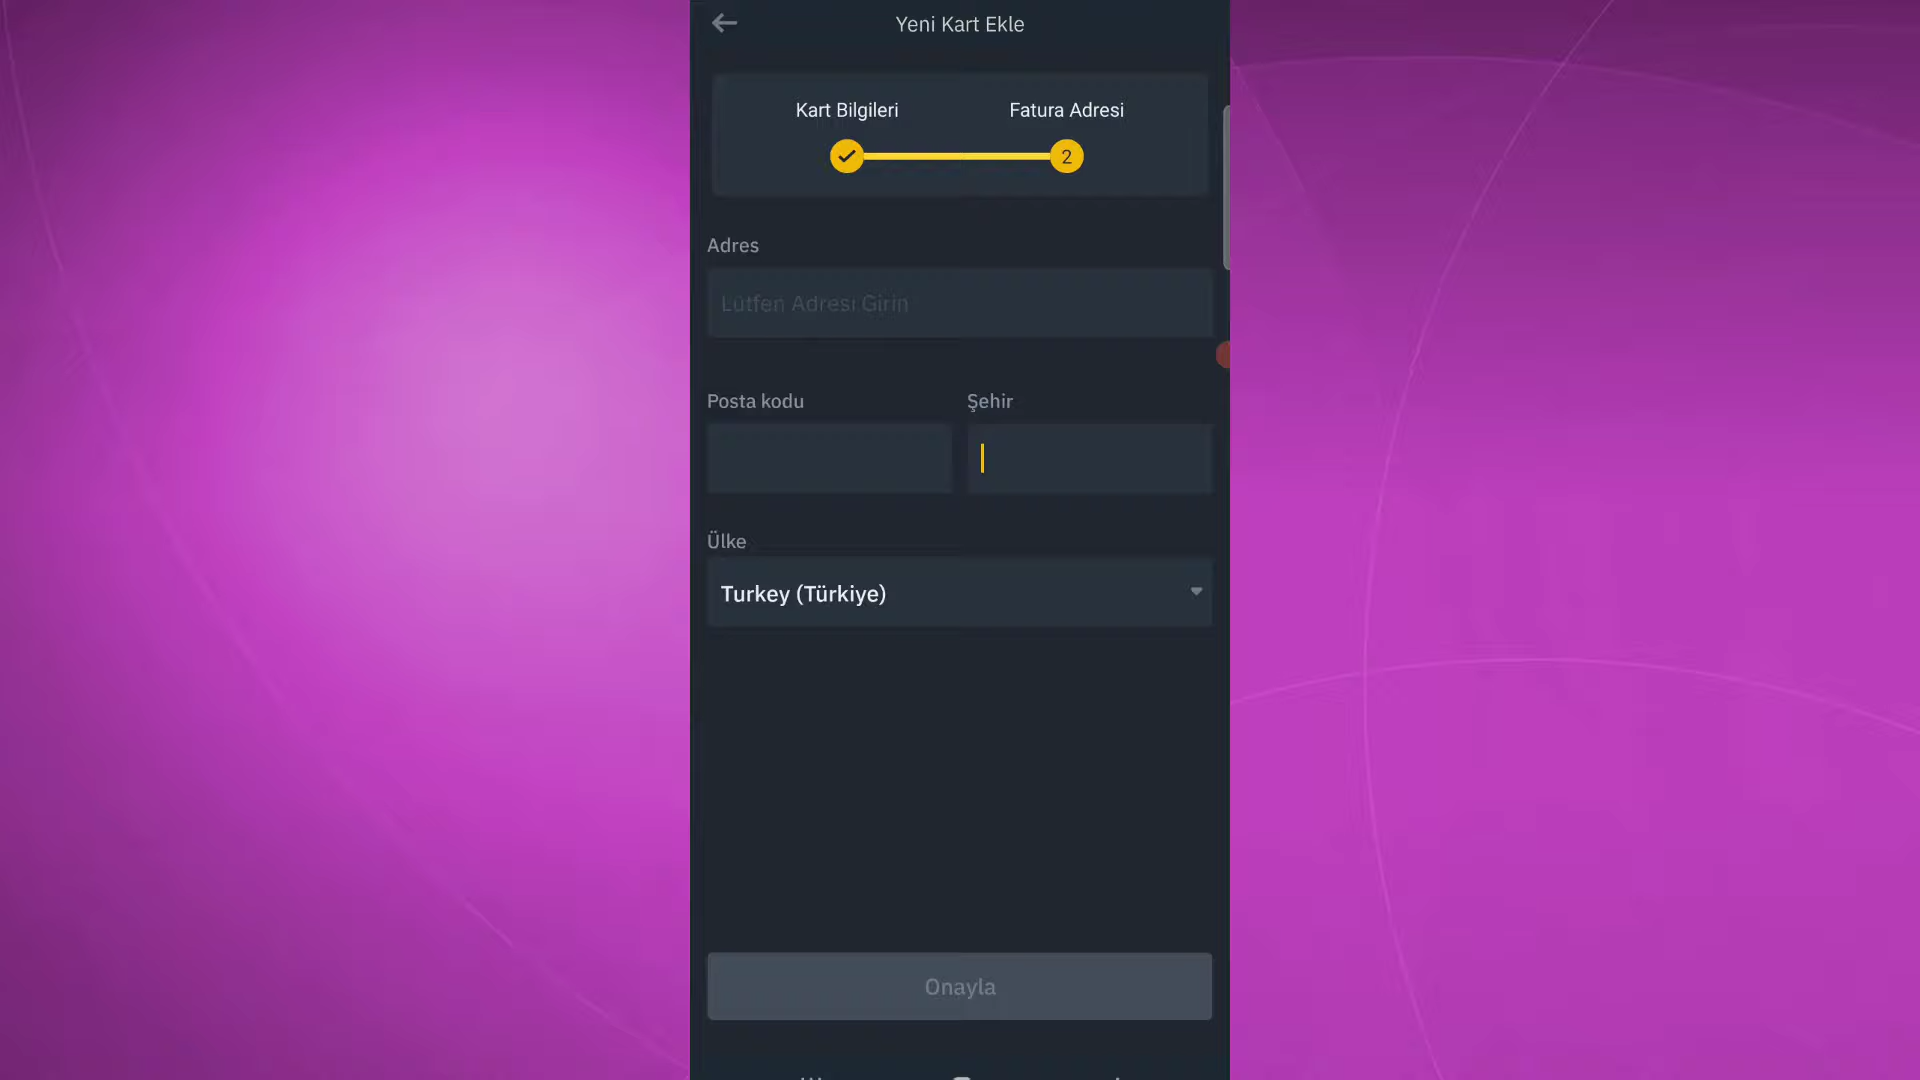 Yeni Kart Ekle
Kart Bilgileri
Fatura Adresi
2
Adres
Lütfen Adresi Girin
Posta kodu
Şehir
Ülke
Turkey (Türkiye)
Onayla